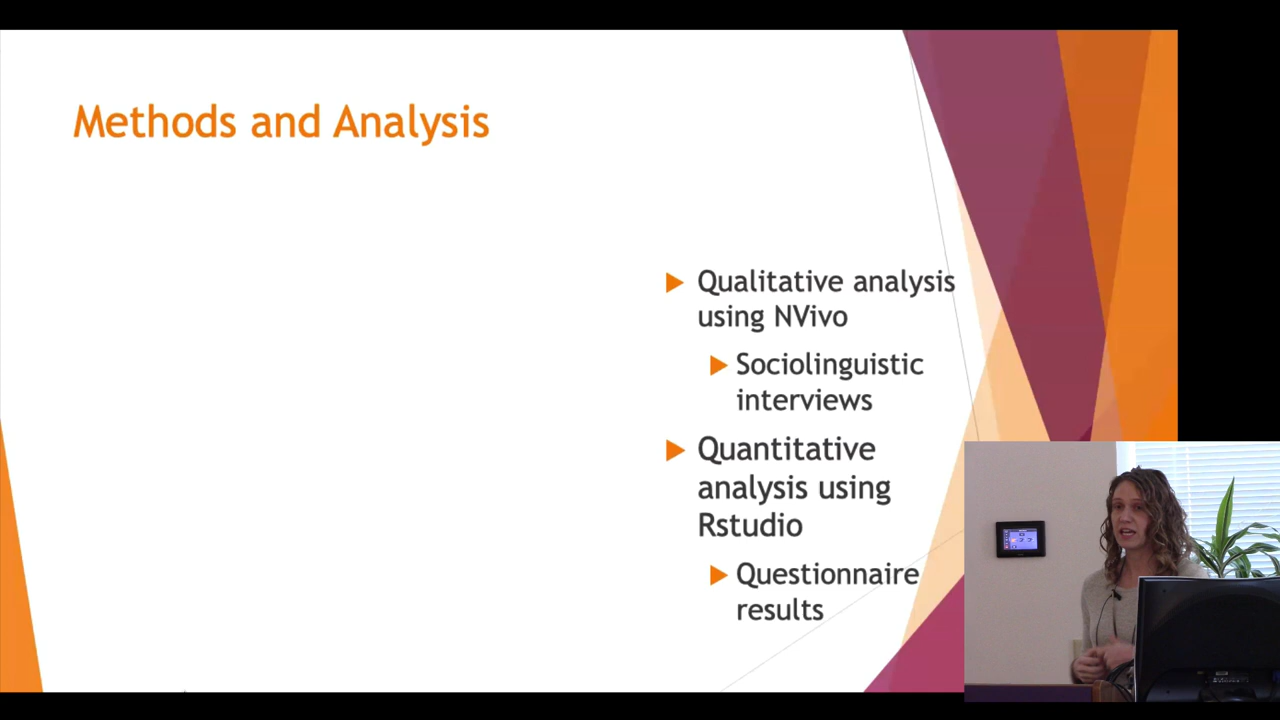 Methods and Analysis
Qualitative analysis
using NVivo
Sociolinguistic
interviews
Quantitative
analysis using
Rstudio
Questionnaire
results